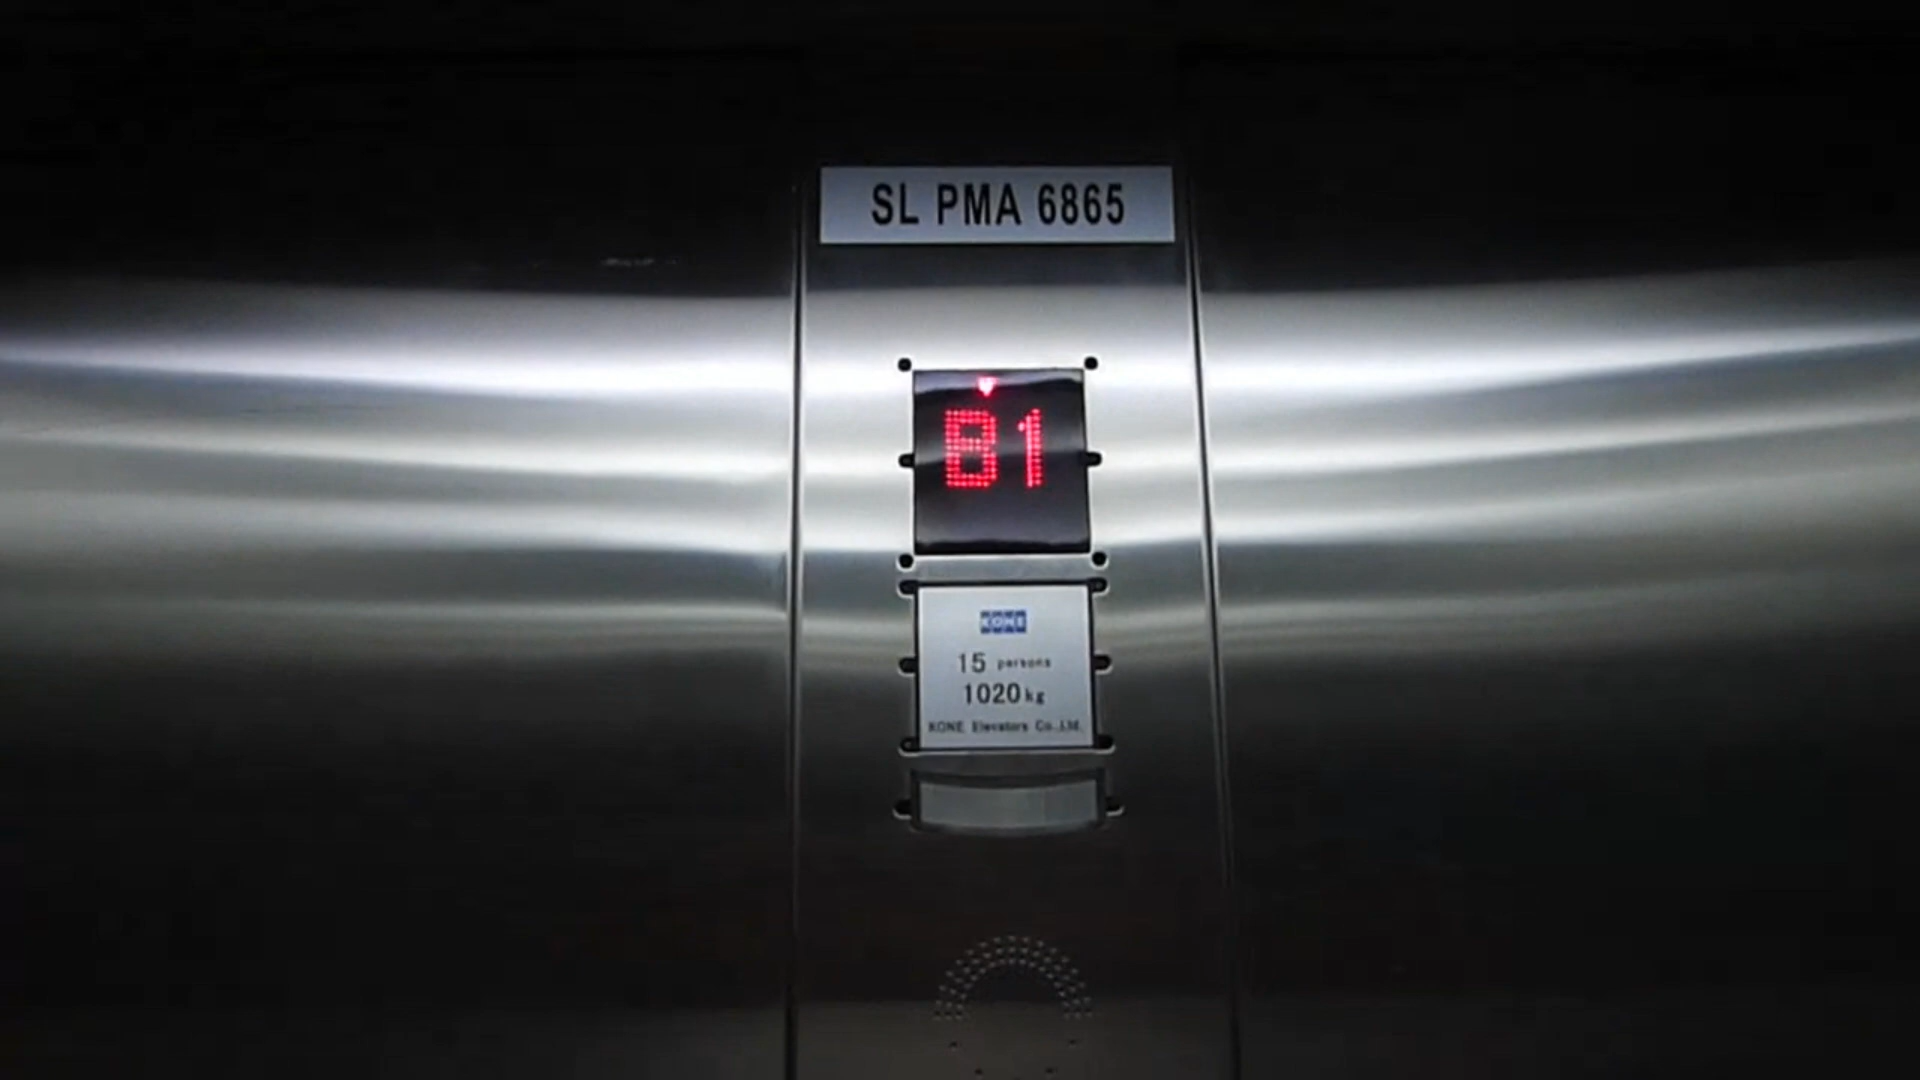 SL PMA 6865
B1
KONE
15 persons
1020kg
KONE Elevators Co.,Ltd.